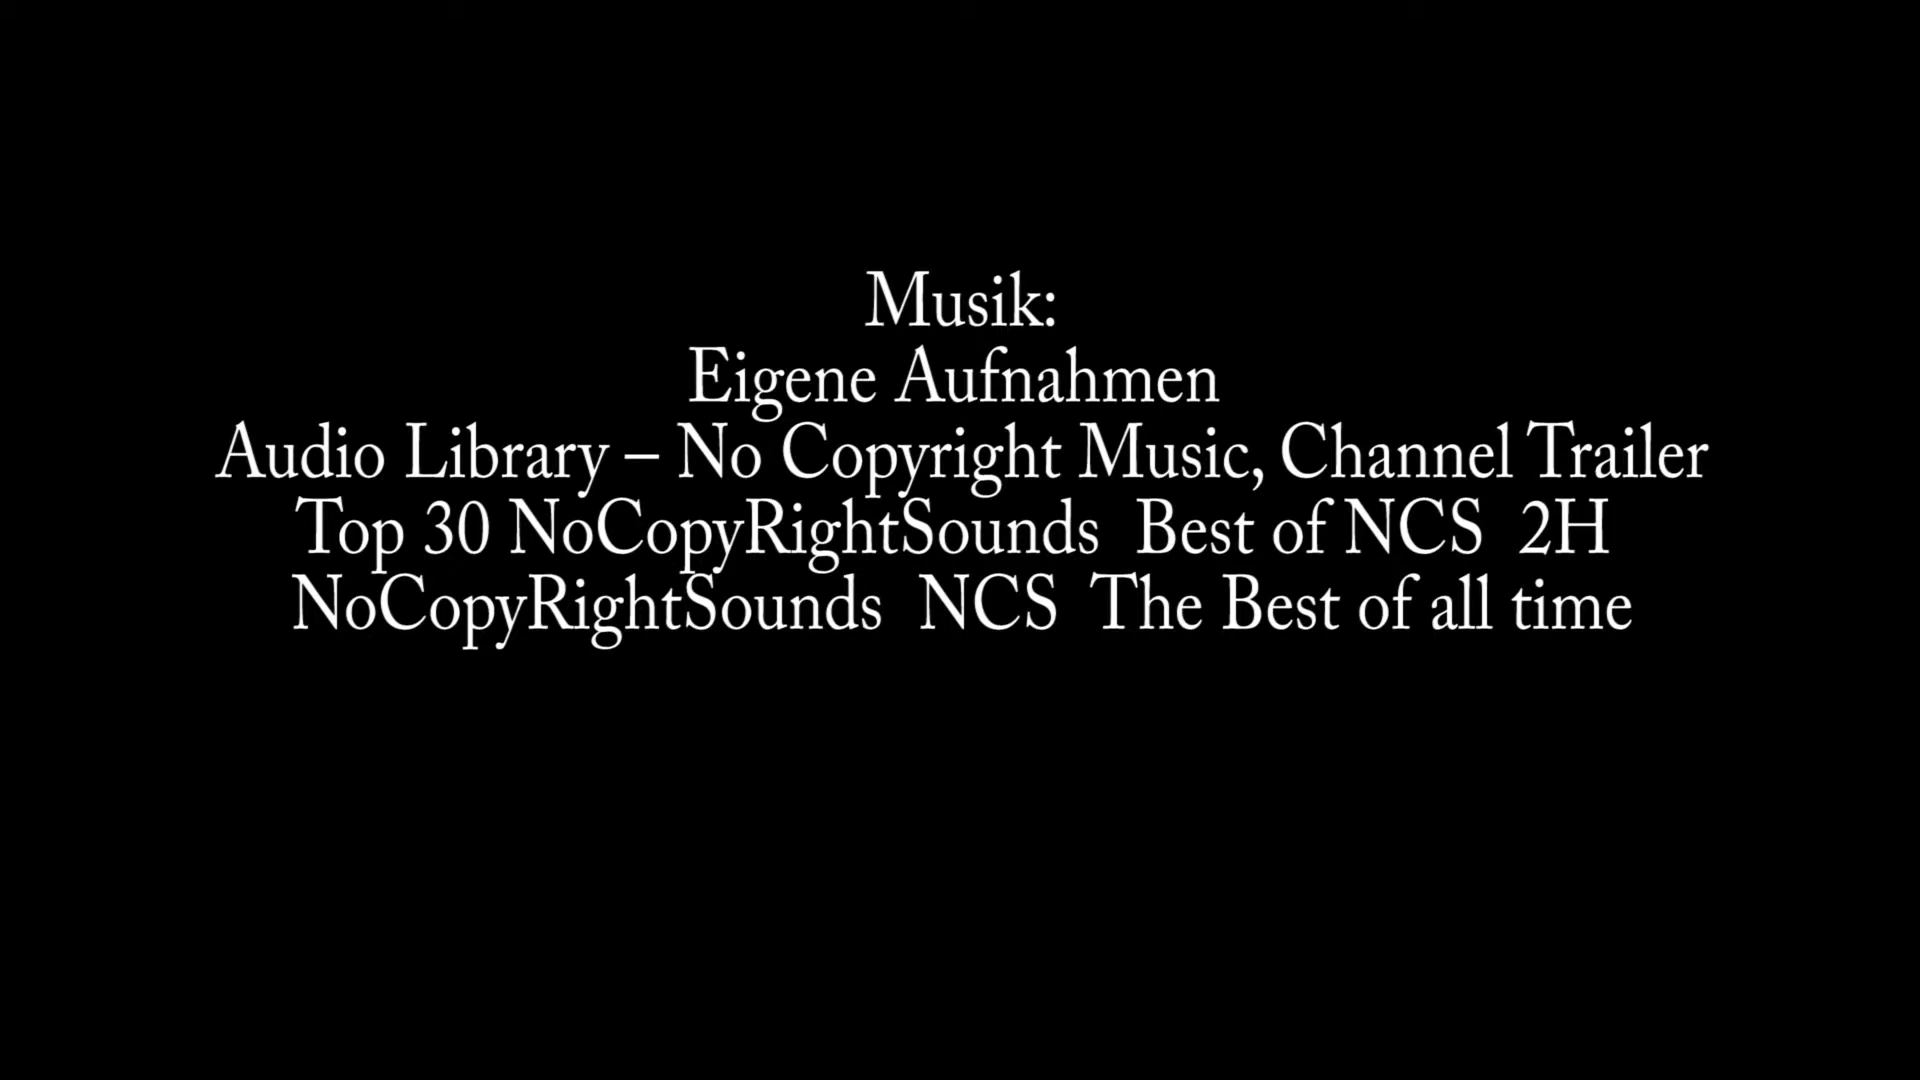 Musik:
Eigene Aufnahmen
Audio Library – No Copyright Music, Channel Trailer
Top 30 NoCopyRightSounds  Best of NCS  2H
NoCopyRightSounds  NCS  The Best of all time